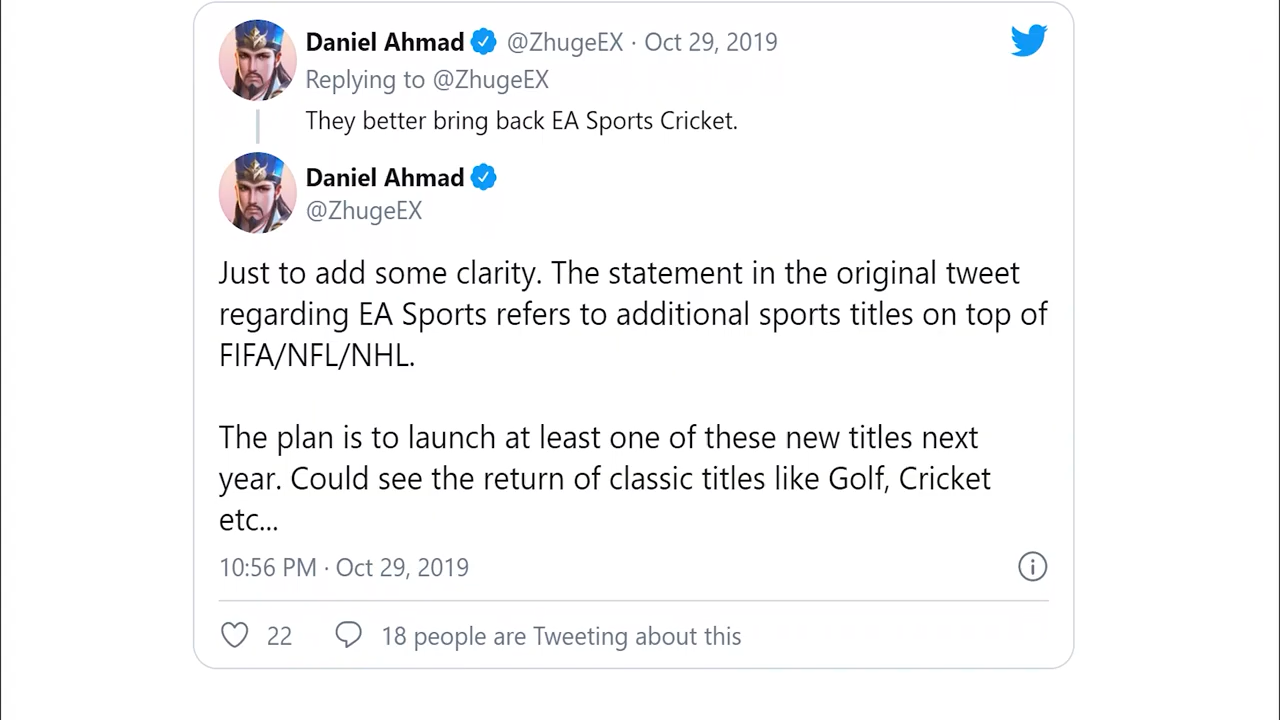 Daniel Ahmad @ZhugeEX · Oct 29, 2019
Replying to @ZhugeEX
They better bring back EA Sports Cricket.
Daniel Ahmad
@ZhugeEX
Just to add some clarity. The statement in the original tweet
regarding EA Sports refers to additional sports titles on top of
FIFA/NFL/NHL.
The plan is to launch at least one of these new titles next
year. Could see the return of classic titles like Golf, Cricket
etc...
10:56 PM · Oct 29, 2019
22 18 people are Tweeting about this